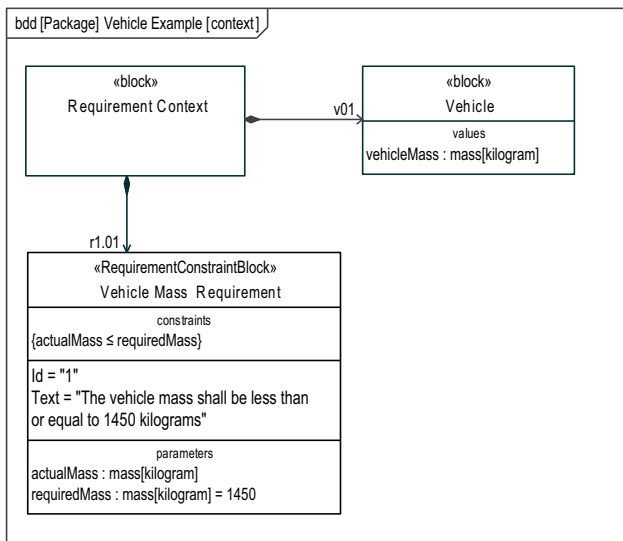 bdd [Package] Vehicle Example [context]
«block»
Requirement Context
v01
«block»
Vehicle
values
vehicleMass : mass[kilogram]
r1.01
«RequirementConstraintBlock»
Vehicle Mass Requirement
constraints
{actualMass ≤ requiredMass}
Id = "1"
Text = "The vehicle mass shall be less than
or equal to 1450 kilograms"
parameters
actualMass : mass[kilogram]
requiredMass : mass[kilogram] = 1450